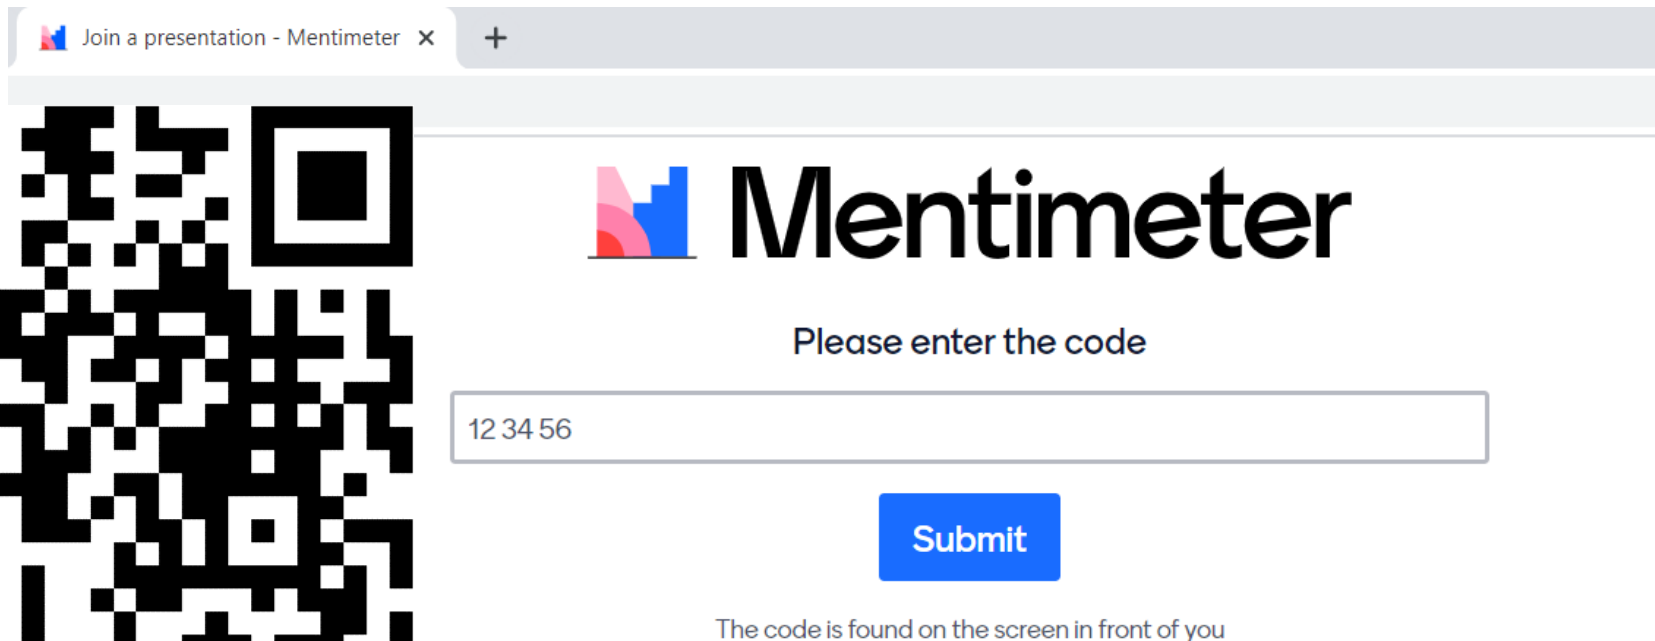 Join a presentation - Mentimeter
Mentimeter
Please enter the code
12 34 56
Submit
The code is found on the screen in front of you